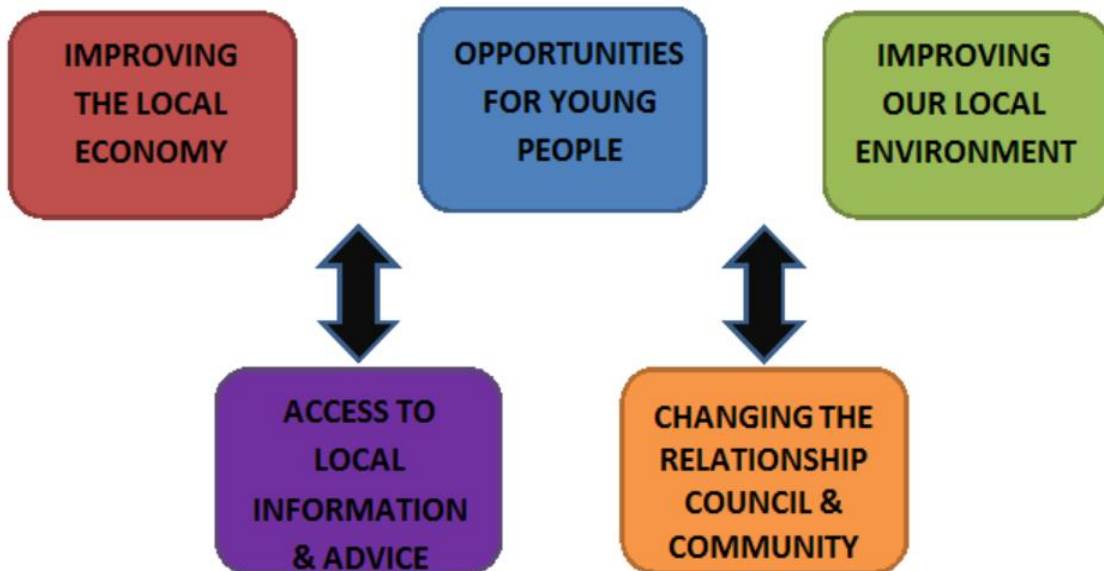 IMPROVING
THE LOCAL
ECONOMY
OPPORTUNITIES
FOR YOUNG
PEOPLE
IMPROVING
OUR LOCAL
ENVIRONMENT
ACCESS TO
LOCAL
INFORMATION
& ADVICE
CHANGING THE
RELATIONSHIP
COUNCIL &
COMMUNITY